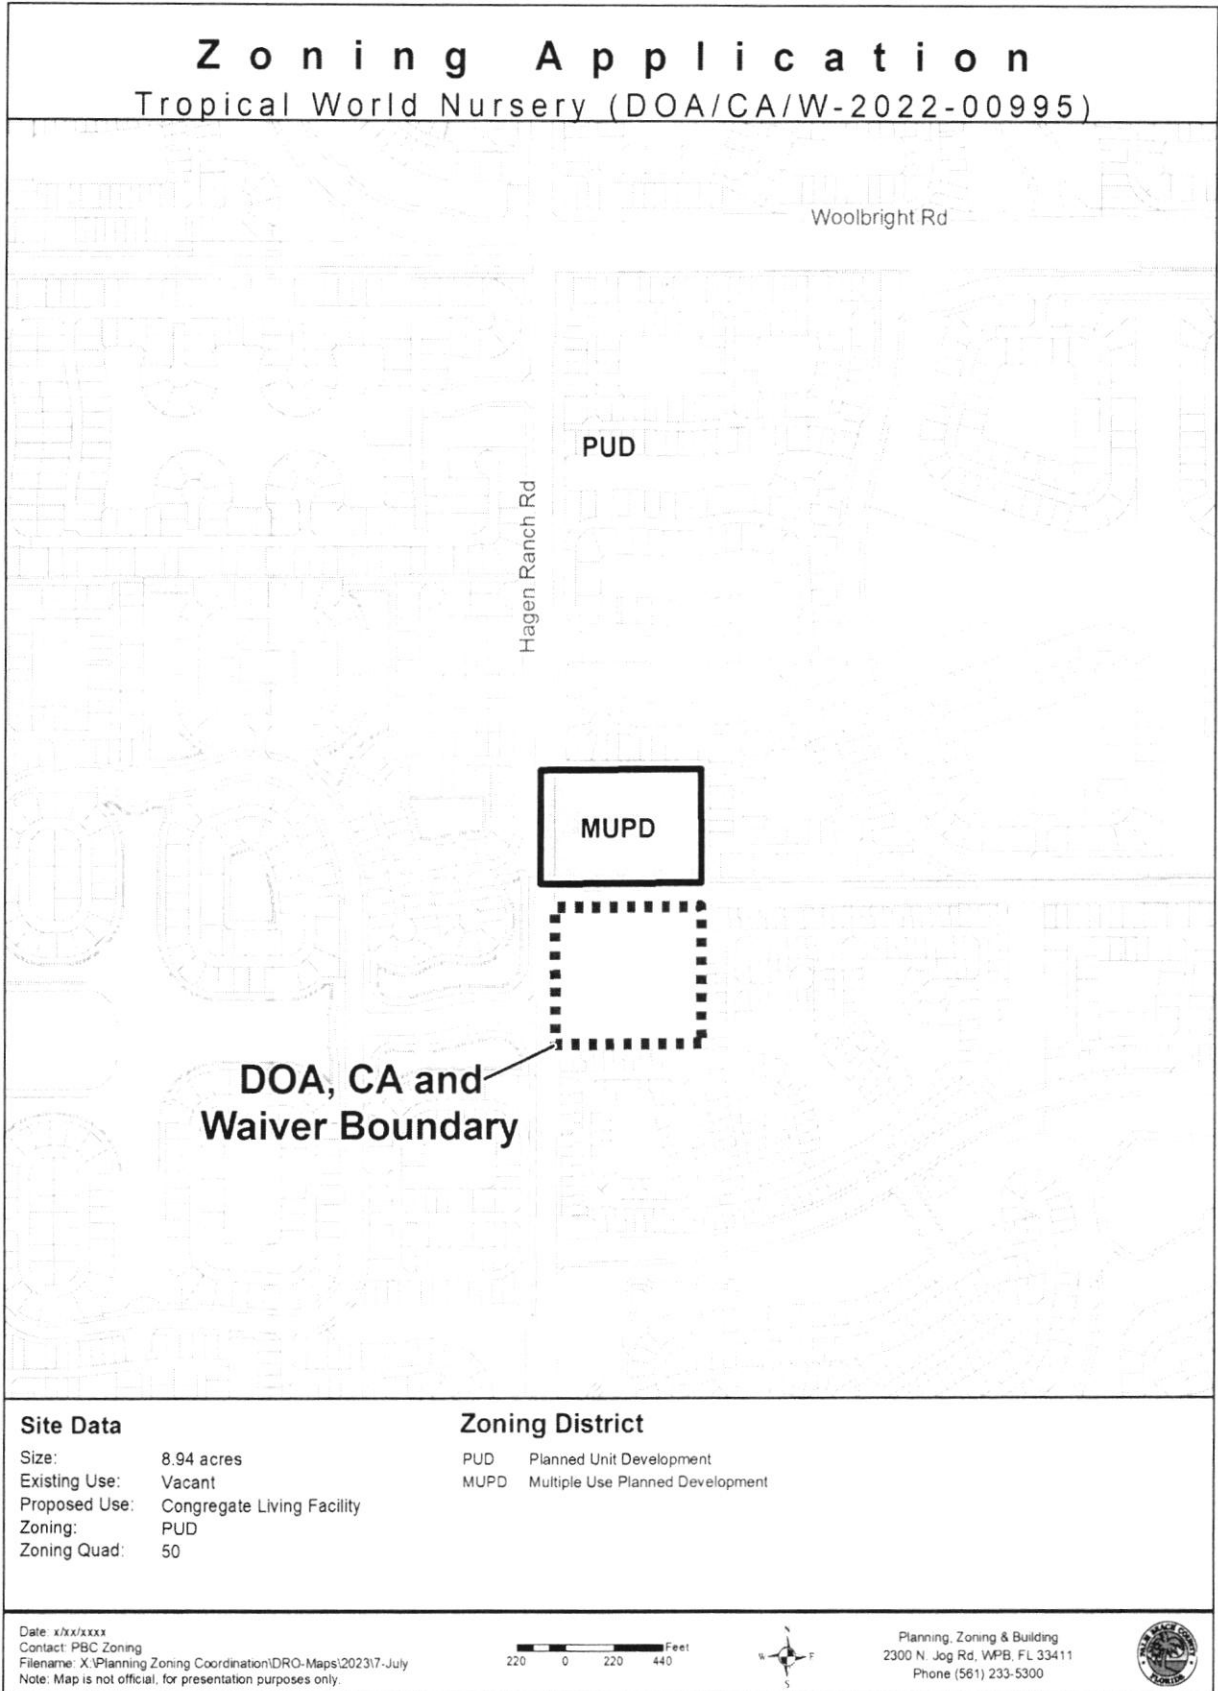 Zoning Application
Tropical World Nursery (DOA/CA/W-2022-00995)
Woolbright Rd
PUD
Hagen Ranch Rd
MUPD
DOA, CA and
Waiver Boundary
Site Data
Size: 8.94 acres
Existing Use: Vacant
Proposed Use: Congregate Living Facility
Zoning: PUD
Zoning Quad: 50
Zoning District
PUD Planned Unit Development
MUPD Multiple Use Planned Development
Date: x/xx/xxxx
Contact: PBC Zoning
Filename: X:\Planning Zoning Coordination\DRO-Maps\2023\7-July
Note: Map is not official, for presentation purposes only.
Feet
220 0 220 440
N
W
S
Planning, Zoning & Building
2300 N. Jog Rd, WPB, FL 33411
Phone (561) 233-5300
PALM BEACH COUNTY
FLORIDA